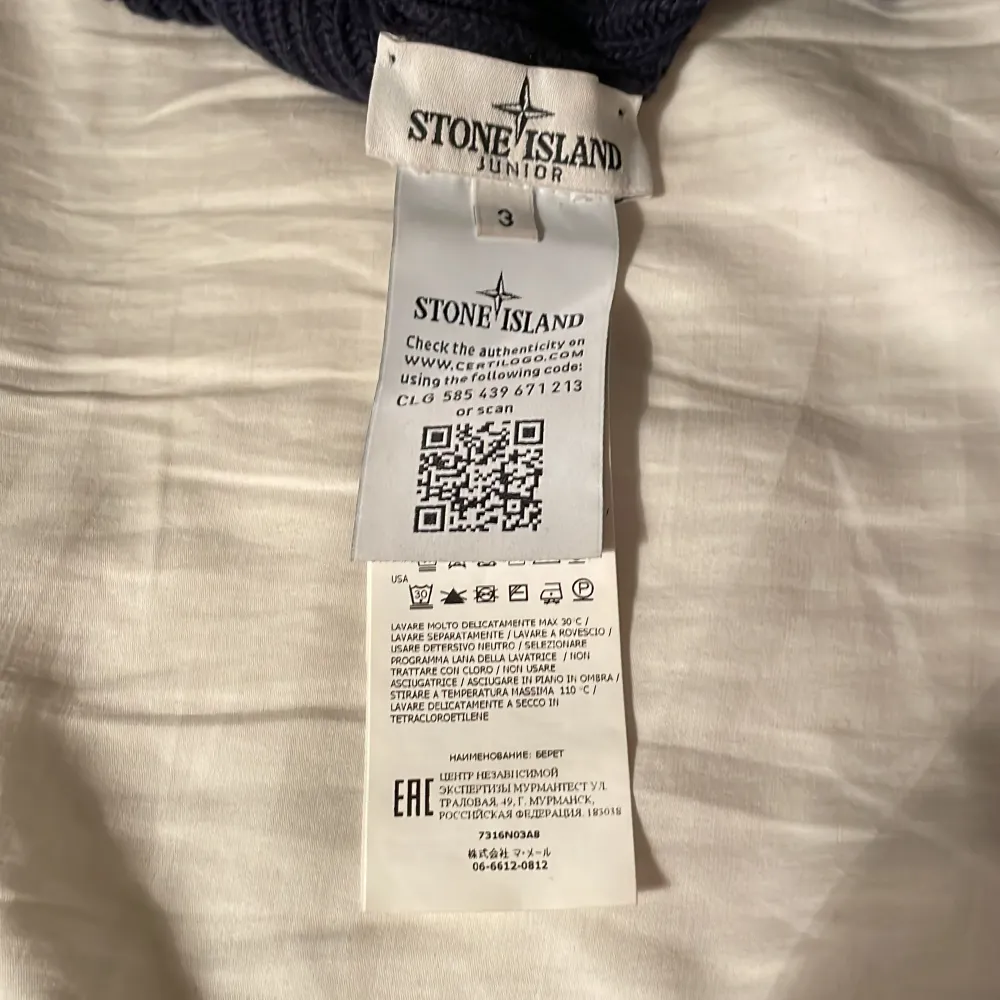 STONE ISLAND
JUNIOR
3
STONE ISLAND
Check the authenticity on
WWW.CERTILOGO.COM
using the following code:
CLG 585 439 671 213
or scan
USA
30
P
LAVARE MOLTO DELICATAMENTE MAX 30°C /
LAVARE SEPARATAMENTE / LAVARE A ROVESCIO /
USARE DETERSIVO NEUTRO / SELEZIONARE
PROGRAMMA LANA DELLA LAVATRICE / NON
TRATTARE CON CLORO / NON USARE
ASCIUGATRICE / ASCIUGARE IN PIANO IN OMBRA /
STIRARE A TEMPERATURA MASSIMA 110 °C /
LAVARE DELICATAMENTE A SECCO IN
TETRACLOROETILENE
НАИМЕНОВАНИЕ: БЕРЕТ
EAC
ЦЕНТР НЕЗАВИСИМОЙ
ЭКСПЕРТИЗЫ МУРМАНТЕСТ УЛ.
ТРАЛОВАЯ, 49, Г. МУРМАНСК,
РОССИЙСКАЯ ФЕДЕРАЦИЯ, 183038
7316N03A8
株式会社 マ・メール
06-6612-0812